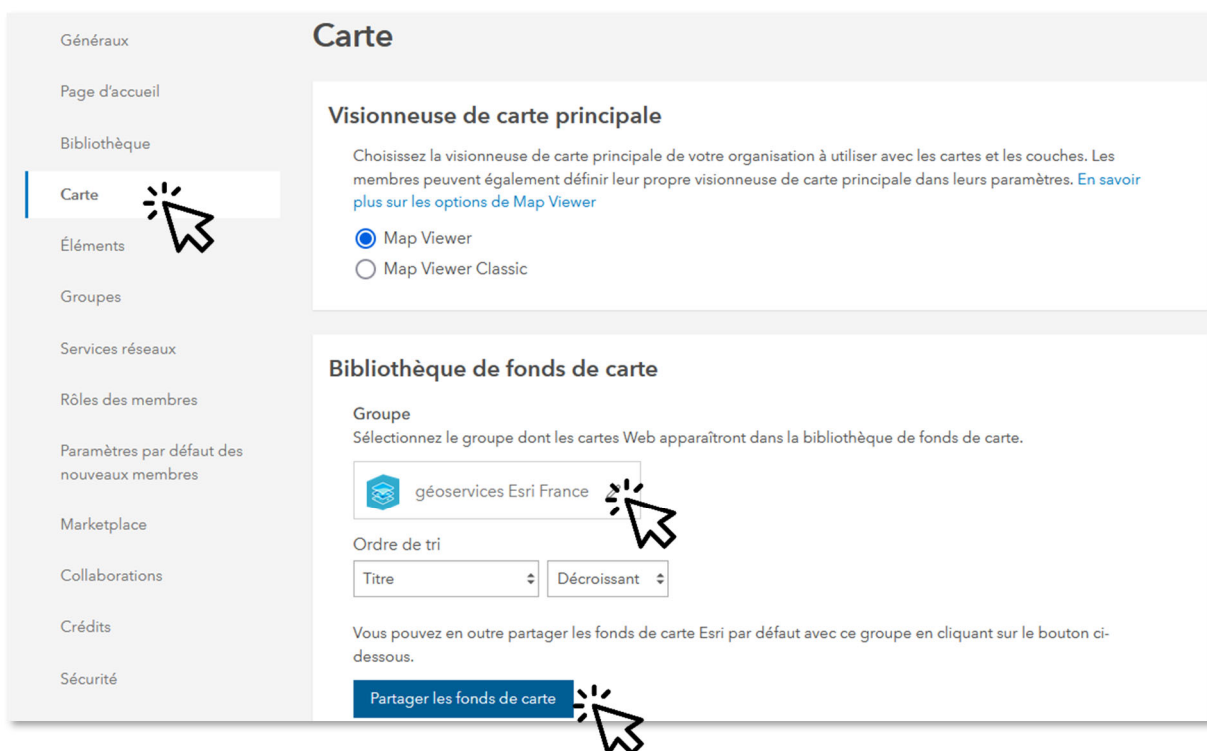 Généraux
Page d'accueil
Bibliothèque
Carte
Éléments
Groupes
Services réseaux
Rôles des membres
Paramètres par défaut des
nouveaux membres
Marketplace
Collaborations
Crédits
Sécurité
Carte
Visionneuse de carte principale
Choisissez la visionneuse de carte principale de votre organisation à utiliser avec les cartes et les couches. Les
membres peuvent également définir leur propre visionneuse de carte principale dans leurs paramètres. En savoir
plus sur les options de Map Viewer
Map Viewer
Map Viewer Classic
Bibliothèque de fonds de carte
Groupe
Sélectionnez le groupe dont les cartes Web apparaîtront dans la bibliothèque de fonds de carte.
géoservices Esri France
Ordre de tri
Titre
Décroissant
Vous pouvez en outre partager les fonds de carte Esri par défaut avec ce groupe en cliquant sur le bouton ci-
dessous.
Partager les fonds de carte